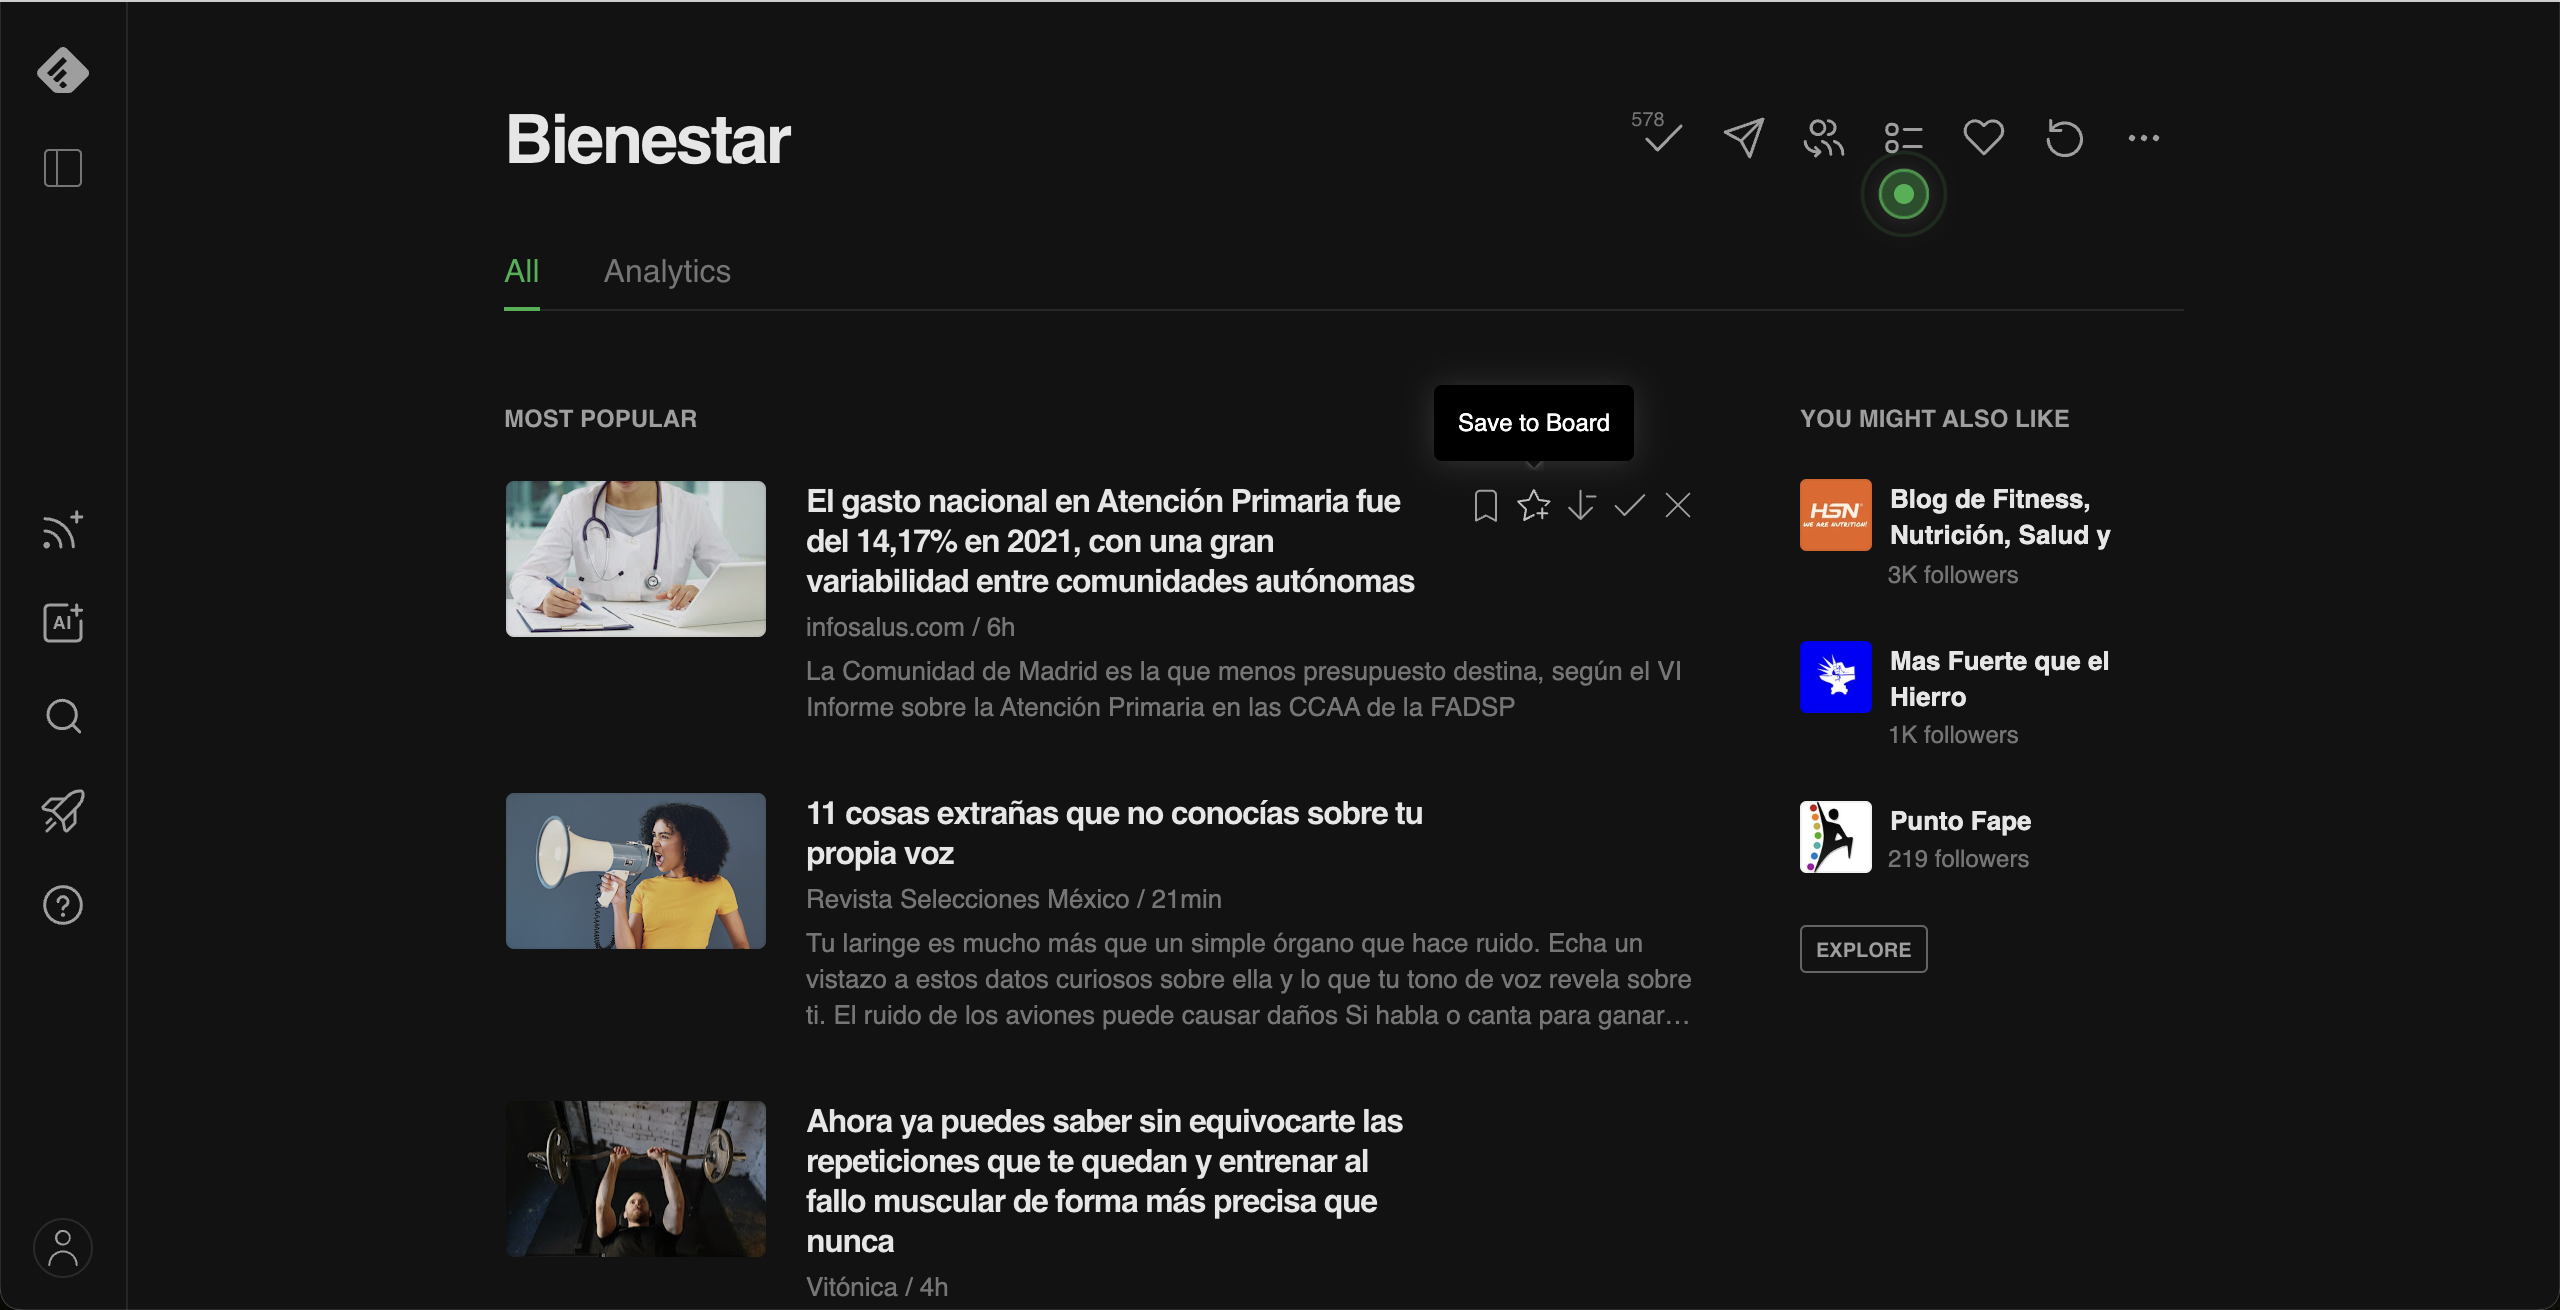 Bienestar
578
All
Analytics
MOST POPULAR
Save to Board
El gasto nacional en Atención Primaria fue
del 14,17% en 2021, con una gran
variabilidad entre comunidades autónomas
infosalus.com / 6h
La Comunidad de Madrid es la que menos presupuesto destina, según el VI
Informe sobre la Atención Primaria en las CCAA de la FADSP
11 cosas extrañas que no conocías sobre tu
propia voz
Revista Selecciones México / 21min
Tu laringe es mucho más que un simple órgano que hace ruido. Echa un
vistazo a estos datos curiosos sobre ella y lo que tu tono de voz revela sobre
ti. El ruido de los aviones puede causar daños Si habla o canta para ganar…
Ahora ya puedes saber sin equivocarte las
repeticiones que te quedan y entrenar al
fallo muscular de forma más precisa que
nunca
Vitónica / 4h
YOU MIGHT ALSO LIKE
HSN
WE ARE NUTRITION!
Blog de Fitness,
Nutrición, Salud y
3K followers
Mas Fuerte que el
Hierro
1K followers
Punto Fape
219 followers
EXPLORE
AI